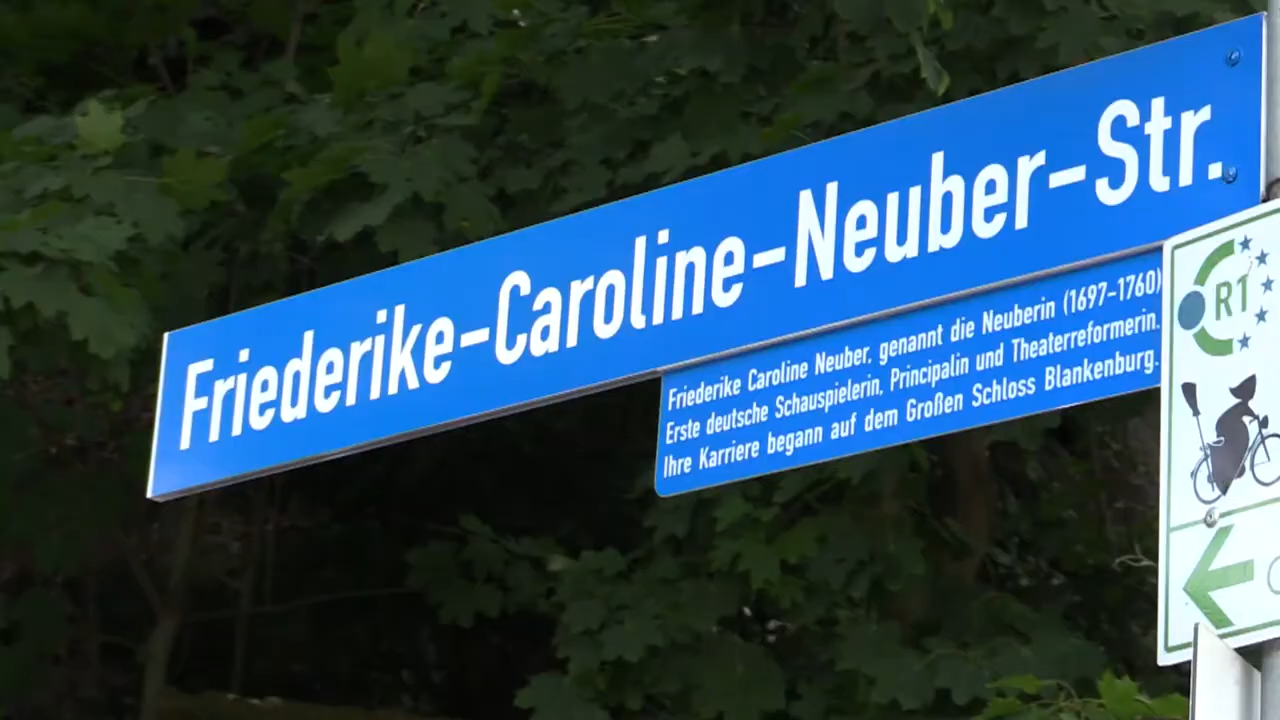 Friederike-Caroline-Neuber-Str.
Friederike Caroline Neuber, genannt die Neuberin (1697-1760)
Erste deutsche Schauspielerin, Prinzipalin und Theaterreformerin.
Ihre Karriere begann auf dem Großen Schloss Blankenburg.
R1